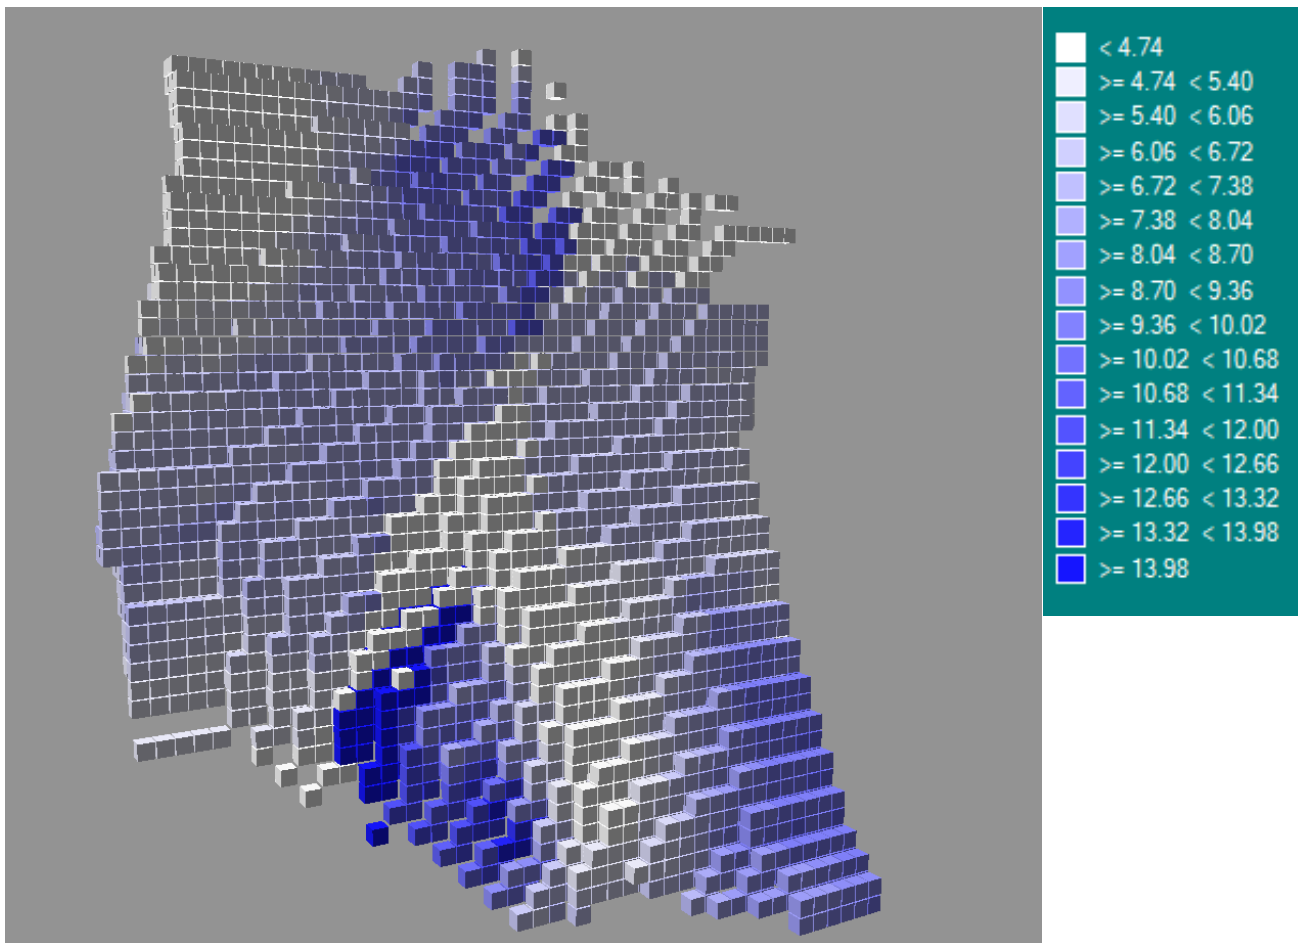 < 4.74
>= 4.74 < 5.40
>= 5.40 < 6.06
>= 6.06 < 6.72
>= 6.72 < 7.38
>= 7.38 < 8.04
>= 8.04 < 8.70
>= 8.70 < 9.36
>= 9.36 < 10.02
>= 10.02 < 10.68
>= 10.68 < 11.34
>= 11.34 < 12.00
>= 12.00 < 12.66
>= 12.66 < 13.32
>= 13.32 < 13.98
>= 13.98